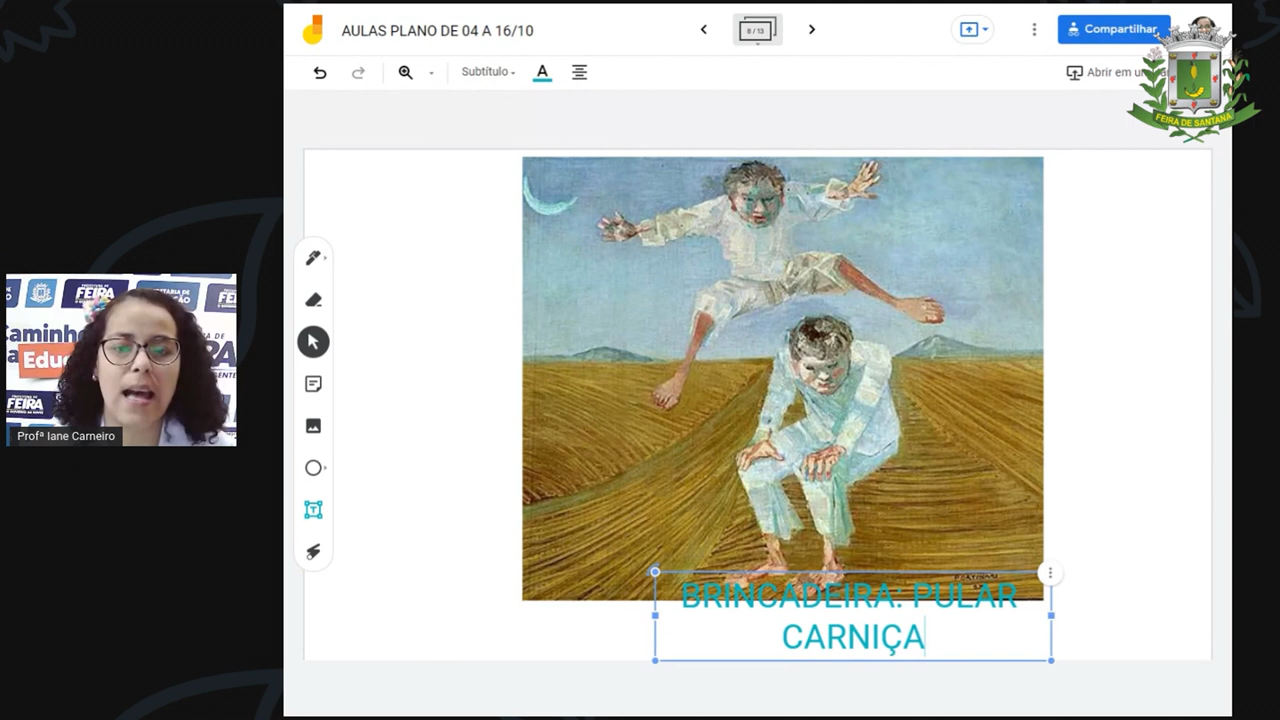 AULAS PLANO DE 04 A 16/10
8 / 13
Compartilhar
Subtítulo
A
Abrir em u
FEIRA DE SANTANA
FEIRA
FEIRA
Caminho
Educ
FEIRA
Profª Iane Carneiro
BRINCADEIRA: PULAR
CARNIÇA